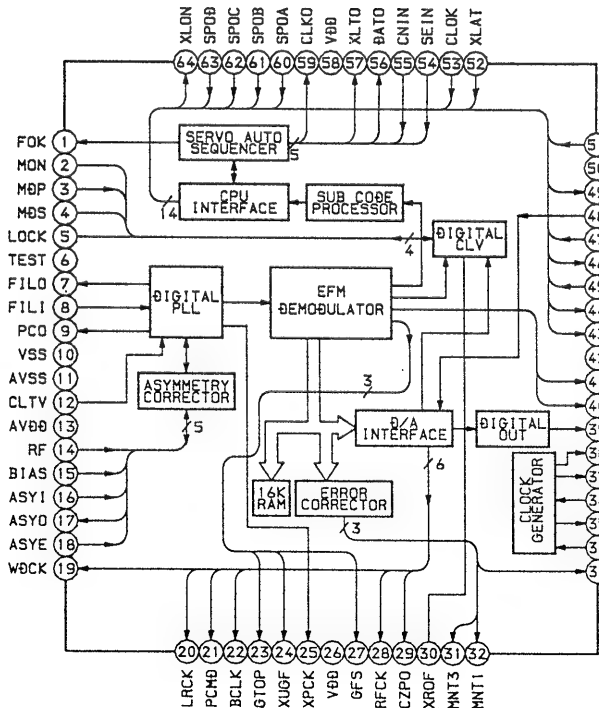 XLON
SPOD
SPOC
SPOB
SPOA
CLKO
VDD
XLTO
DATO
CNIN
SEIN
CLOK
XLAT
64
63
62
61
60
59
58
57
56
55
54
53
52
FOK 1
MON 2
MDP 3
MDS 4
LOCK 5
TEST 6
FILO 7
FILI 8
PCO 9
VSS 10
AVSS 11
CLTV 12
AVDD 13
RF 14
BIAS 15
ASYI 16
ASYO 17
ASYE 18
WDCK 19
SERVO AUTO
SEQUENCER
5
CPU
INTERFACE
14
SUB CODE
PROCESSOR
DIGITAL
CLV
4
DIGITAL
PLL
EFM
DEMODULATOR
ASYMMETRY
CORRECTOR
5
3
D/A
INTERFACE
6
DIGITAL
OUT
16K
RAM
ERROR
CORRECTOR
3
CLOCK
GENERATOR
20
21
22
23
24
25
26
27
28
29
30
31
32
LRCK
PCMD
BCLK
GTOP
XUGF
XPCK
VDD
GFS
RFCK
CZPO
XROF
MNT3
MNT1